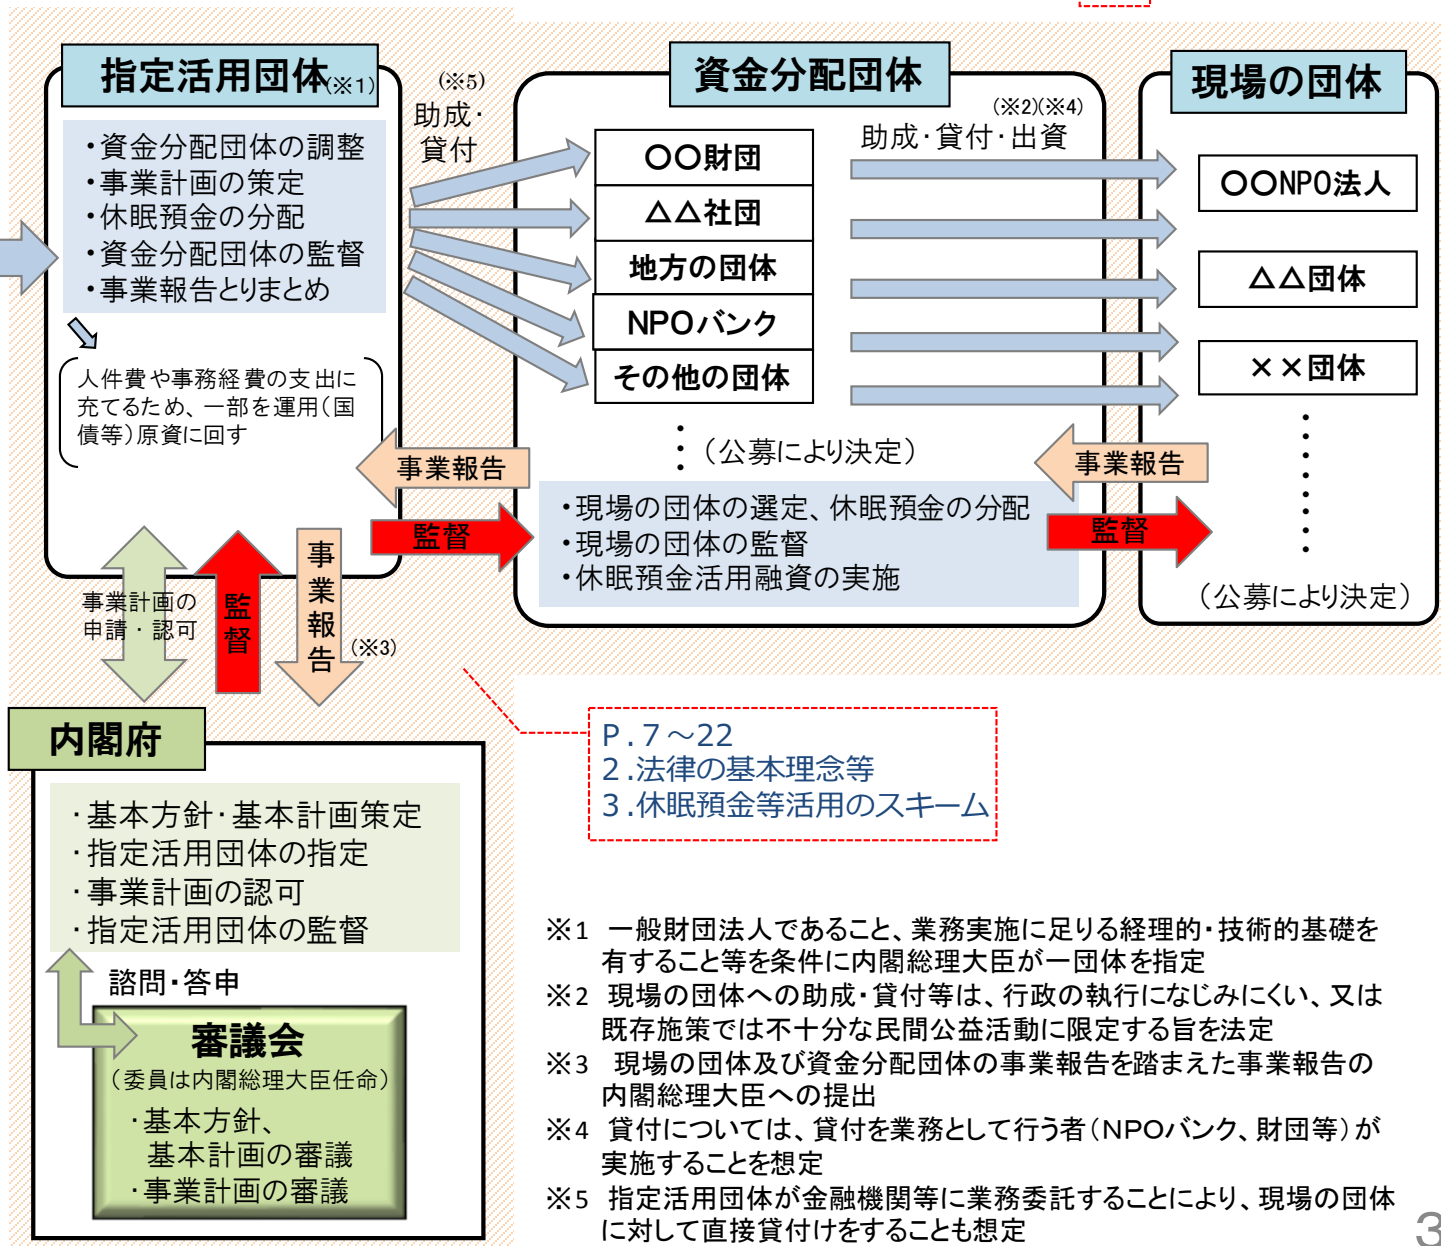 指定活用団体(※1)
・資金分配団体の調整
・事業計画の策定
・休眠預金の分配
・資金分配団体の監督
・事業報告とりまとめ
人件費や事務経費の支出に
充てるため、一部を運用(国
債等)原資に回す
(※5)
助成・
貸付
資金分配団体
(※2)(※4)
助成・貸付・出資
〇〇財団
△△社団
地方の団体
NPOバンク
その他の団体
(公募により決定)
・現場の団体の選定、休眠預金の分配
・現場の団体の監督
・休眠預金活用融資の実施
現場の団体
〇〇NPO法人
△△団体
××団体
(公募により決定)
事業報告
監督
事業報告
監督
事業計画の
申請・認可
監督
事業報告
(※3)
内閣府
・基本方針・基本計画策定
・指定活用団体の指定
・事業計画の認可
・指定活用団体の監督
諮問・答申
審議会
(委員は内閣総理大臣任命)
・基本方針、
基本計画の審議
・事業計画の審議
P.7～22
2.法律の基本理念等
3.休眠預金等活用のスキーム
※1 一般財団法人であること、業務実施に足りる経理的・技術的基礎を
有すること等を条件に内閣総理大臣が一団体を指定
※2 現場の団体への助成・貸付等は、行政の執行になじみにくい、又は
既存施策では不十分な民間公益活動に限定する旨を法定
※3 現場の団体及び資金分配団体の事業報告を踏まえた事業報告の
内閣総理大臣への提出
※4 貸付については、貸付を業務として行う者(NPOバンク、財団等)が
実施することを想定
※5 指定活用団体が金融機関等に業務委託することにより、現場の団体
に対して直接貸付けをすることも想定
3